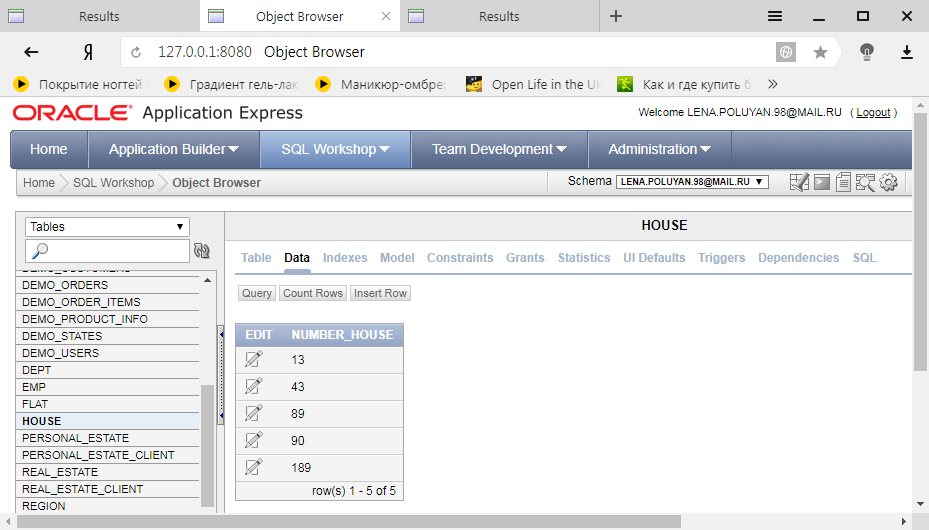 Results
Object Browser
Results
Я
127.0.0.1:8080 Object Browser
Покрытие ногтей
Градиент гель-лак
Маникюр-омбре:
Open Life in the UK
Как и где купить б
ORACLE Application Express
Welcome LENA.POLUYAN.98@MAIL.RU ( Logout )
Home
Application Builder
SQL Workshop
Team Development
Administration
Home SQL Workshop Object Browser
Schema LENA.POLUYAN.98@MAIL.RU
Tables
DEMO_CUSTOMERS
DEMO_ORDERS
DEMO_ORDER_ITEMS
DEMO_PRODUCT_INFO
DEMO_STATES
DEMO_USERS
DEPT
EMP
FLAT
HOUSE
PERSONAL_ESTATE
PERSONAL_ESTATE_CLIENT
REAL_ESTATE
REAL_ESTATE_CLIENT
REGION
HOUSE
Table Data Indexes Model Constraints Grants Statistics UI Defaults Triggers Dependencies SQL
Query Count Rows Insert Row
EDIT NUMBER_HOUSE
13
43
89
90
189
row(s) 1 - 5 of 5